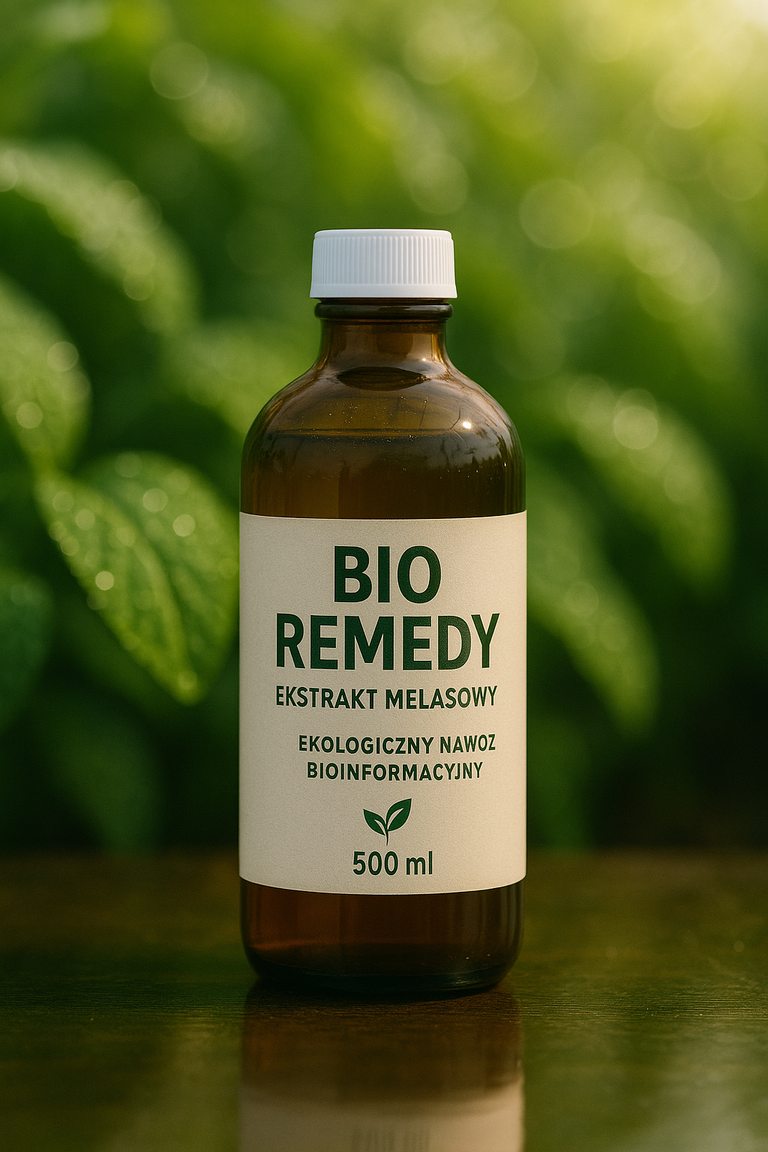 BIO
REMEDY
EKSTRAKT MELASOWY
EKOLOGICZNY NAWOZ
BIOINFORMACYJNY
500 ml